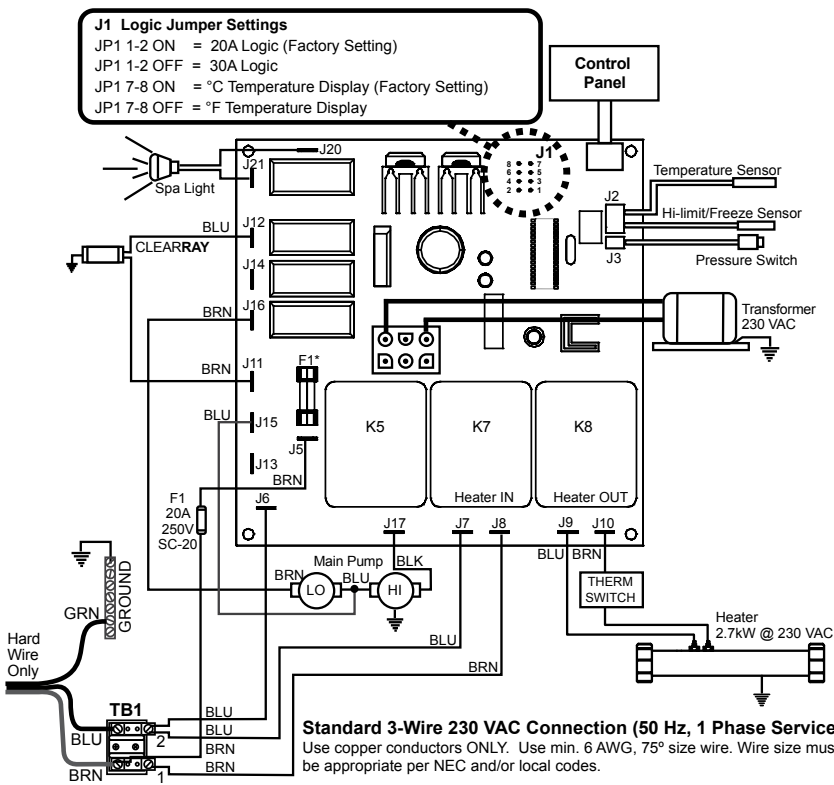 J1 Logic Jumper Settings
JP1 1-2 ON = 20A Logic (Factory Setting)
JP1 1-2 OFF = 30A Logic
JP1 7-8 ON = °C Temperature Display (Factory Setting)
JP1 7-8 OFF = °F Temperature Display
Control
Panel
J20
J1
J21
8 7
6 5
4 3
2 1
Spa Light
Temperature Sensor
J2
Hi-limit/Freeze Sensor
BLU J12
CLEARRAY
J3
Pressure Switch
J14
BRN J16
Transformer
230 VAC
F1*
BRN J11
BLU J15
K5
K7
K8
J5
J13
BRN
F1
20A
250V
SC-20
J6
Heater IN
Heater OUT
J17
J7
J8
J9
J10
BLU BRN
Main Pump
BLK
BRN
LO
BLU
HI
THERM
SWITCH
GROUND
GRN
Hard
Wire
Only
BLU
Heater
2.7kW @ 230 VAC
BRN
TB1
BLU
BLU
BLU
2
BRN
BRN
BRN
1
Standard 3-Wire 230 VAC Connection (50 Hz, 1 Phase Service
Use copper conductors ONLY. Use min. 6 AWG, 75º size wire. Wire size mus
be appropriate per NEC and/or local codes.